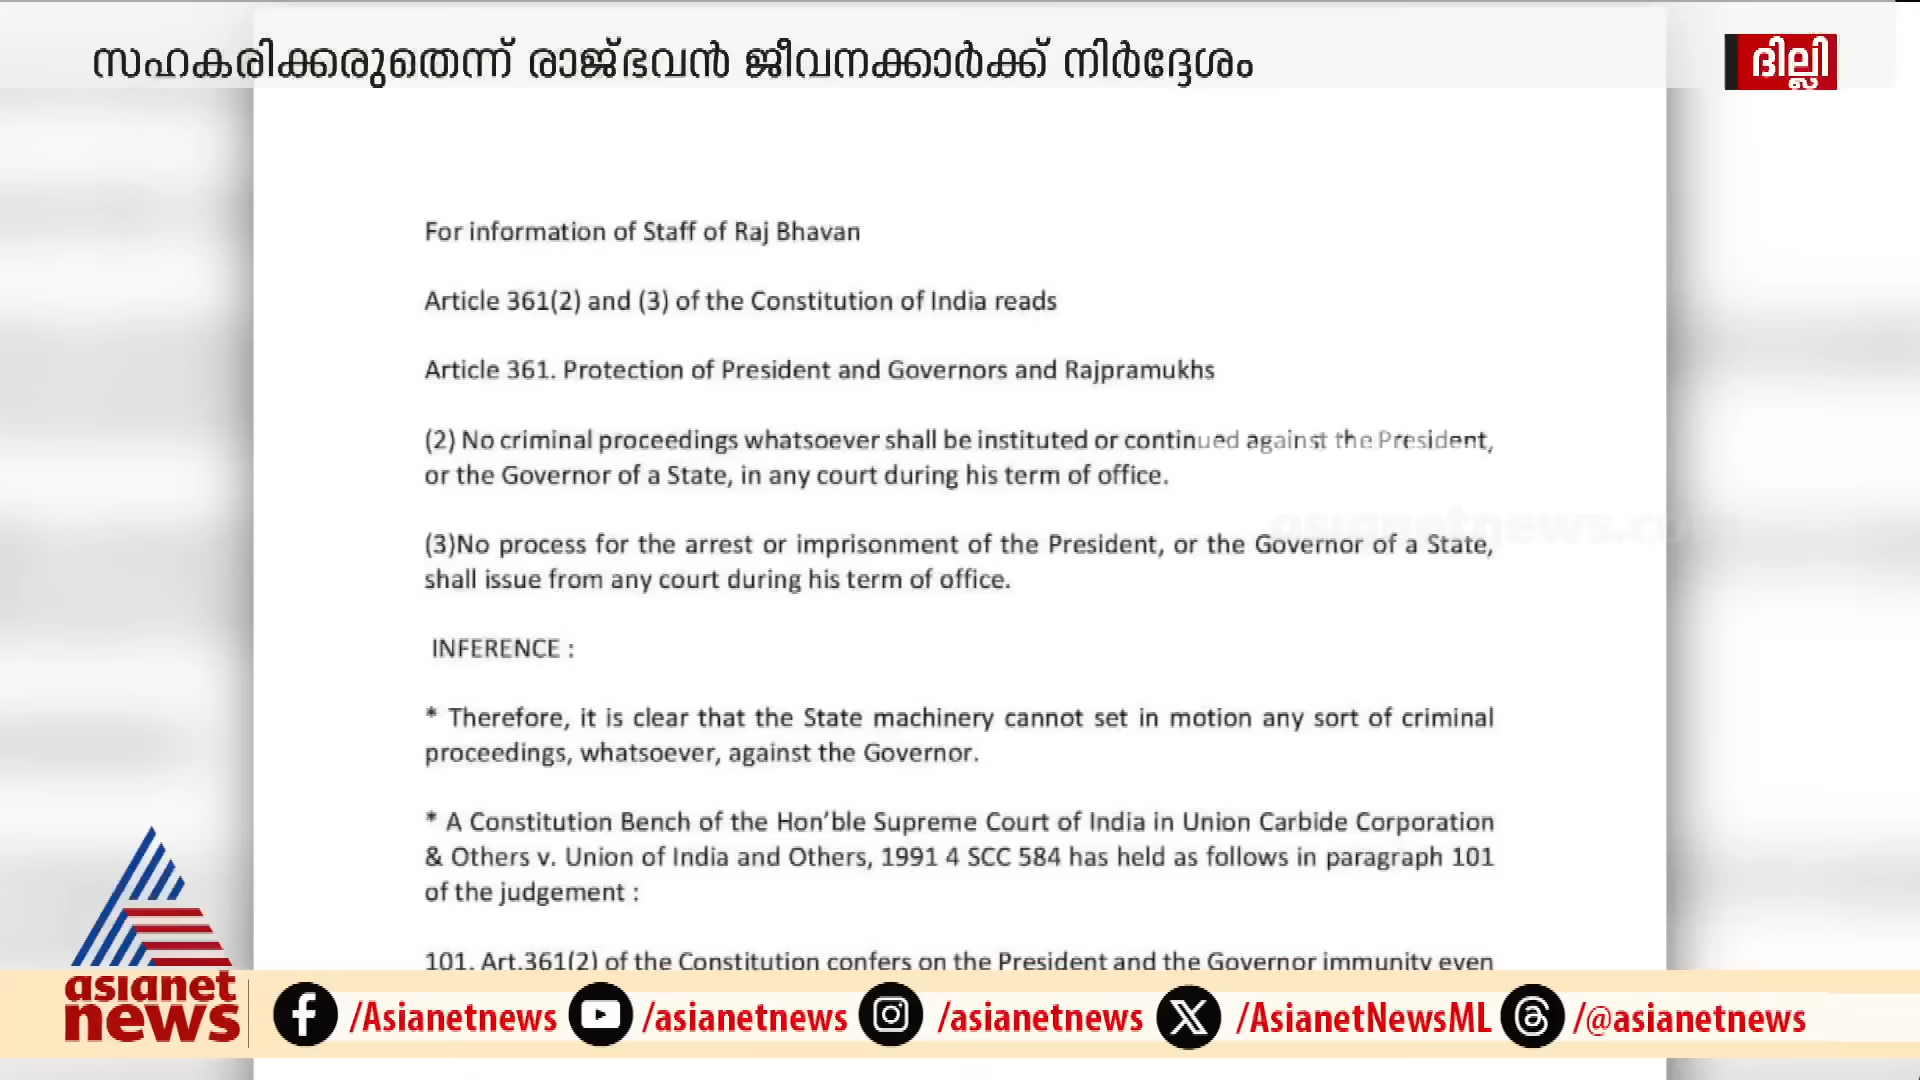 സഹകരിക്കരുതെന്ന് രാജ്ഭവൻ ജീവനക്കാർക്ക് നിർദ്ദേശം
ദില്ലി
For information of Staff of Raj Bhavan
Article 361(2) and (3) of the Constitution of India reads
Article 361. Protection of President and Governors and Rajpramukhs
(2) No criminal proceedings whatsoever shall be instituted or continued against the President,
or the Governor of a State, in any court during his term of office.
asianetnews.com
(3)No process for the arrest or imprisonment of the President, or the Governor of a State,
shall issue from any court during his term of office.
INFERENCE :
* Therefore, it is clear that the State machinery cannot set in motion any sort of criminal
proceedings, whatsoever, against the Governor.
* A Constitution Bench of the Hon'ble Supreme Court of India in Union Carbide Corporation
& Others v. Union of India and Others, 1991 4 SCC 584 has held as follows in paragraph 101
of the judgement :
101. Art.361(2) of the Constitution confers on the President and the Governor immunity even
asianet
news
/Asianetnews /asianetnews /asianetnews /AsianetNewsML /@asianetnews